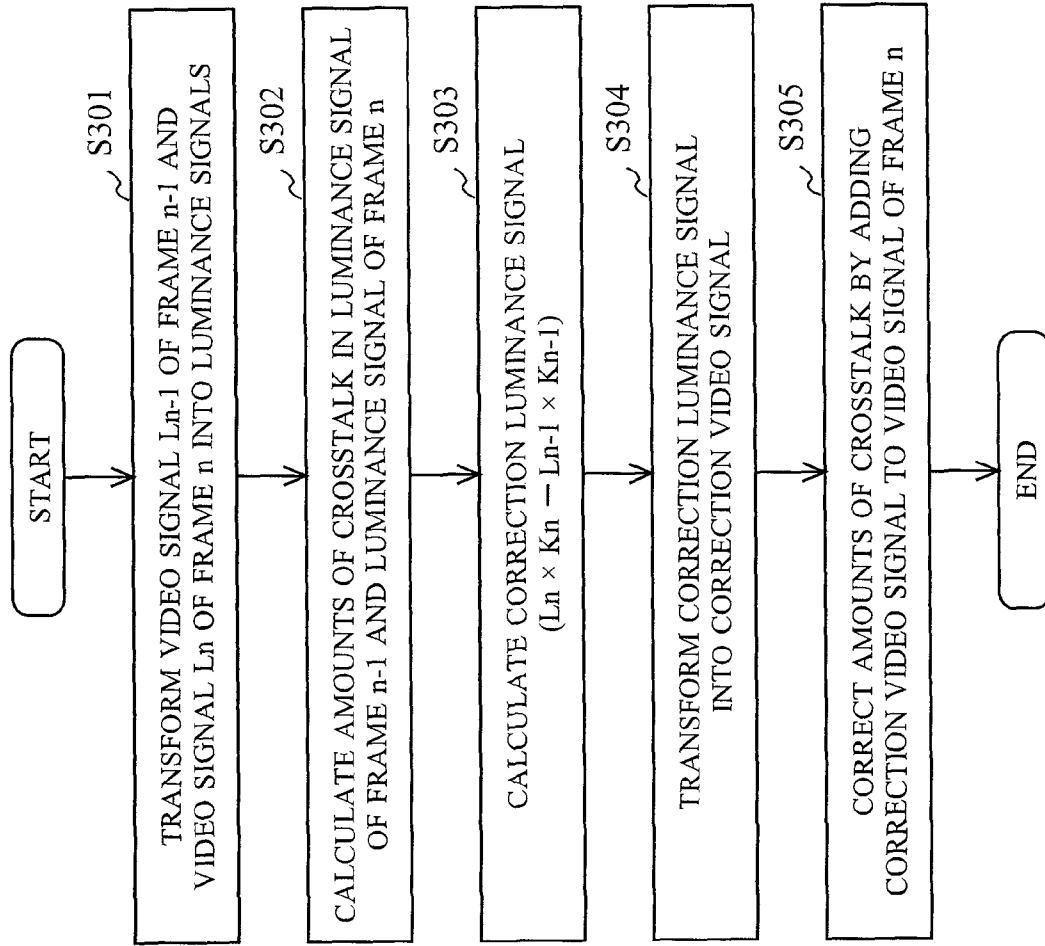 START
S301
TRANSFORM VIDEO SIGNAL Ln-1 OF FRAME n-1 AND
VIDEO SIGNAL Ln OF FRAME n INTO LUMINANCE SIGNALS
S302
CALCULATE AMOUNTS OF CROSSTALK IN LUMINANCE SIGNAL
OF FRAME n-1 AND LUMINANCE SIGNAL OF FRAME n
S303
CALCULATE CORRECTION LUMINANCE SIGNAL
(Ln × Kn − Ln-1 × Kn-1)
S304
TRANSFORM CORRECTION LUMINANCE SIGNAL
INTO CORRECTION VIDEO SIGNAL
S305
CORRECT AMOUNTS OF CROSSTALK BY ADDING
CORRECTION VIDEO SIGNAL TO VIDEO SIGNAL OF FRAME n
END